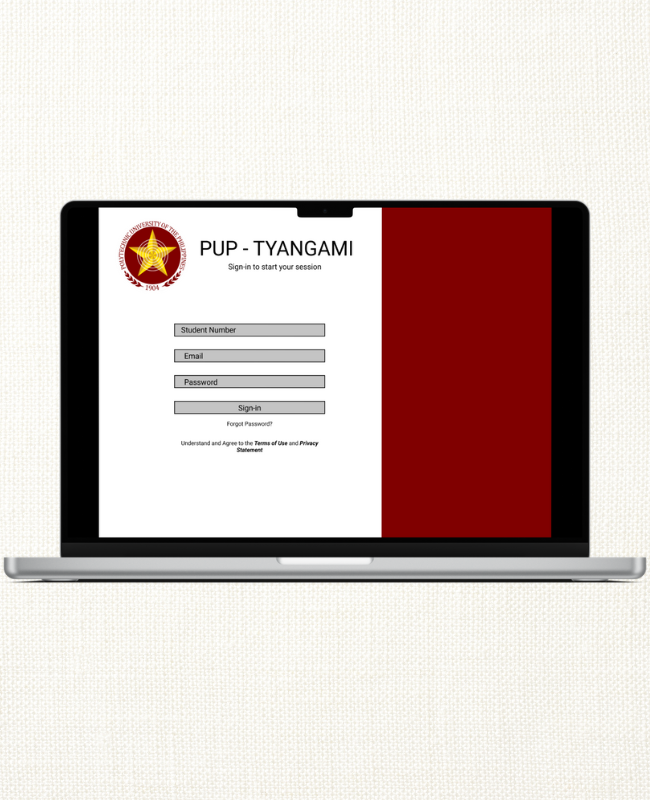 POLYTECHNIC UNIVERSITY OF THE PHILIPPINES
1904
PUP - TYANGAMI
Sign-in to start your session
Student Number
Email
Password
Sign-in
Forgot Password?
Understand and Agree to the Terms of Use and Privacy
Statement